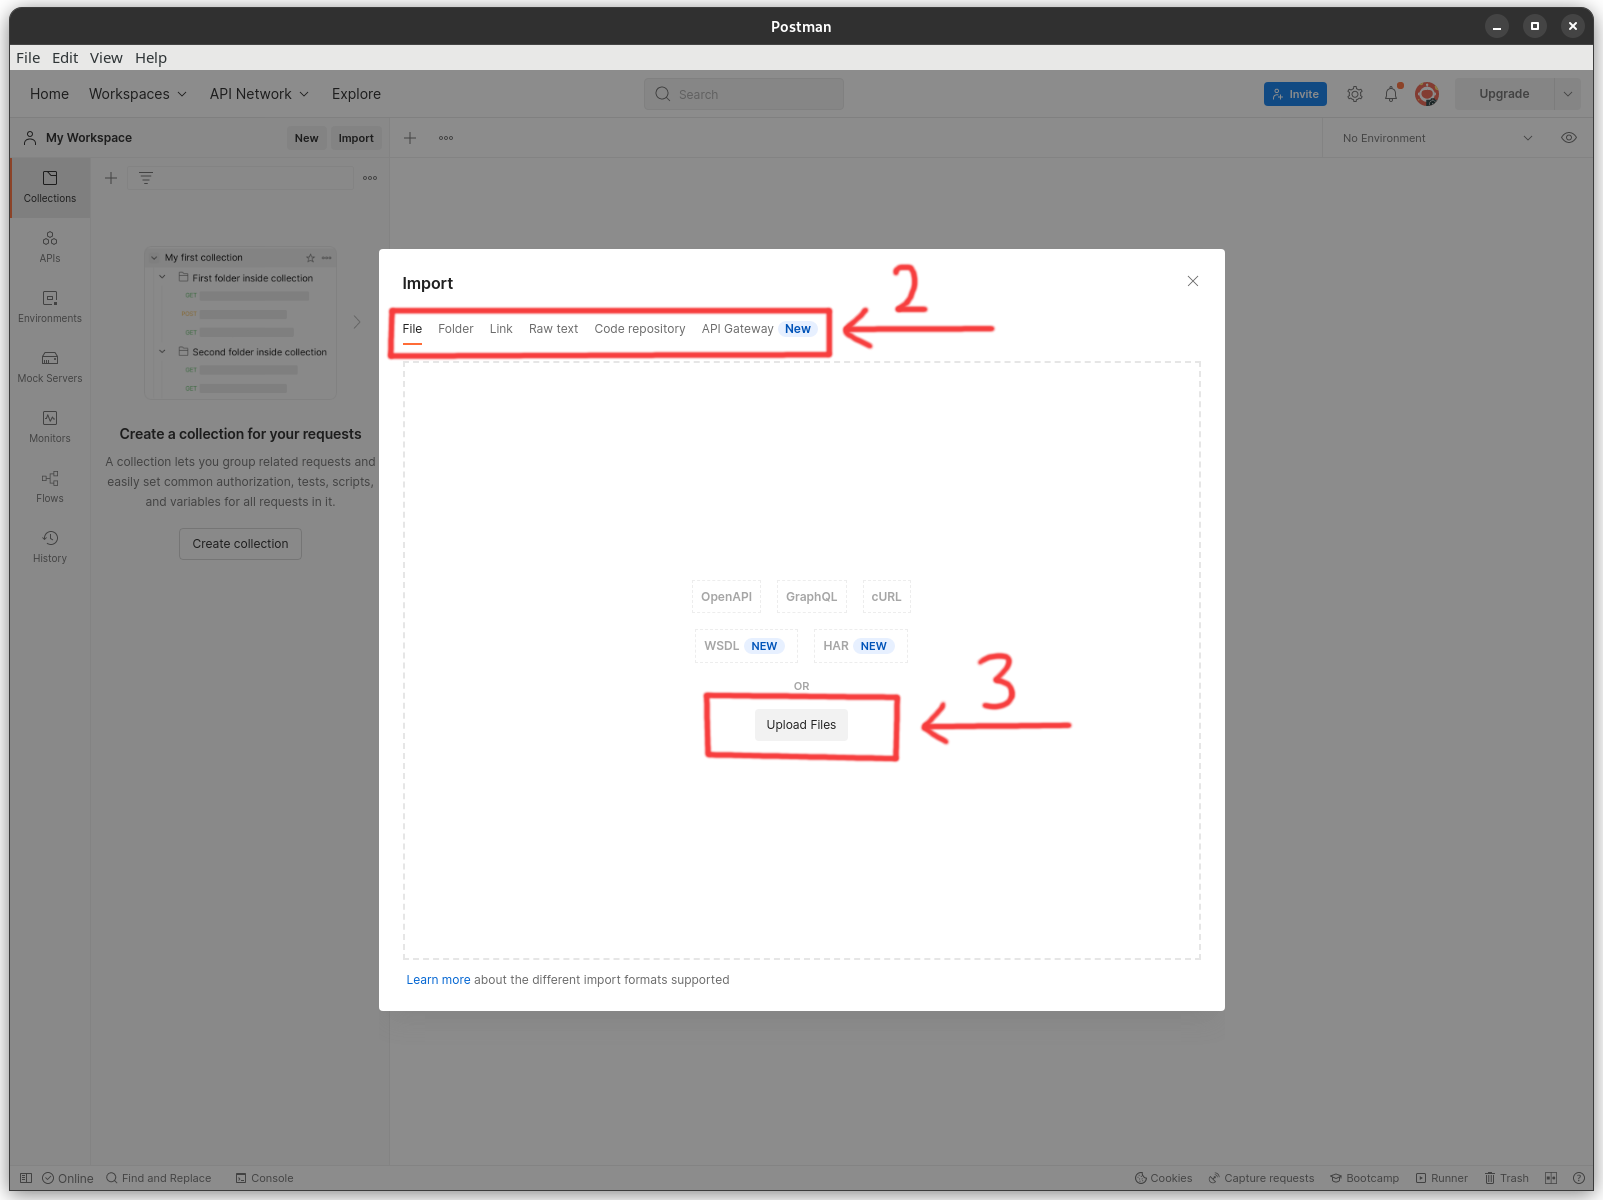 Postman
File Edit View Help
Home Workspaces API Network Explore Search Invite Upgrade
My Workspace New Import No Environment
Collections
APIs
Environments
Mock Servers
Monitors
Flows
History
My first collection
First folder inside collection
GET
POST
GET
Second folder inside collection
GET
GET
Create a collection for your requests
A collection lets you group related requests and
easily set common authorization, tests, scripts,
and variables for all requests in it.
Create collection
Import
2
File Folder Link Raw text Code repository API Gateway New
OpenAPI GraphQL cURL
WSDL NEW HAR NEW
OR
3
Upload Files
Learn more about the different import formats supported
Online Find and Replace Console Cookies Capture requests Bootcamp Runner Trash